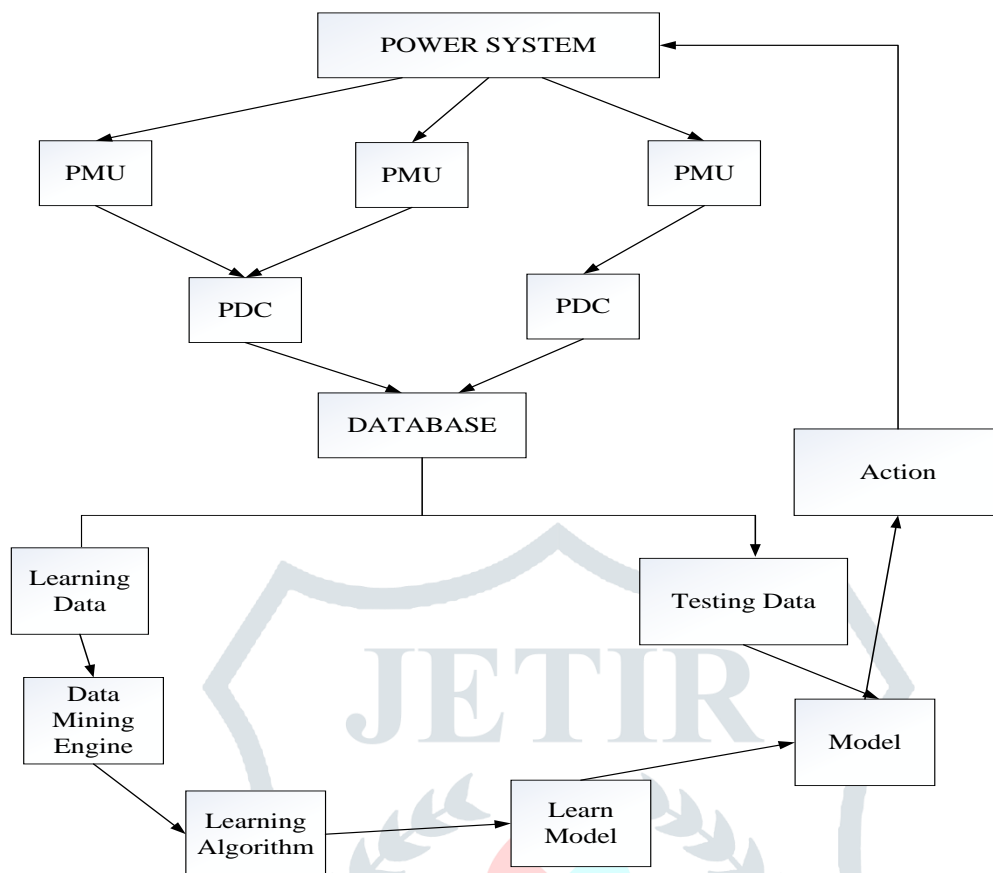 POWER SYSTEM
PMU
PMU
PMU
PDC
PDC
DATABASE
Action
Learning
Data
Testing Data
JETIR
Data
Mining
Engine
Model
Learning
Algorithm
Learn
Model